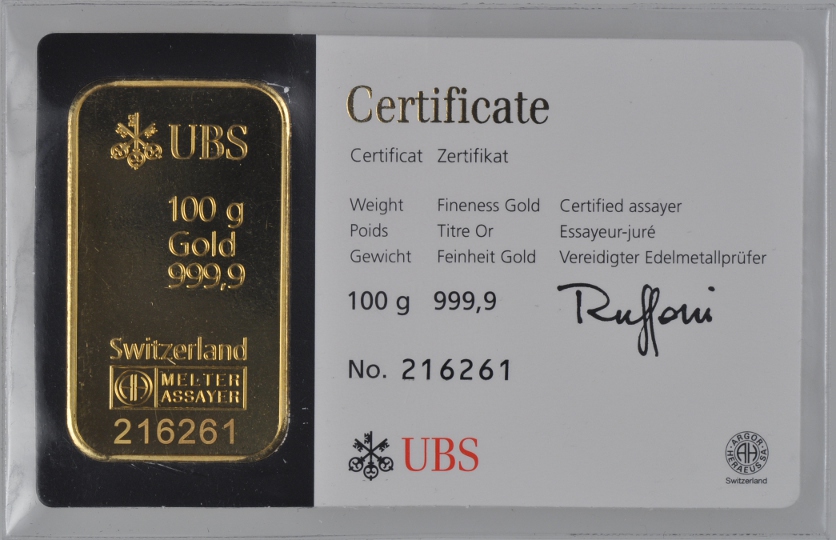 UBS
100 g
Gold
999,9
Switzerland
MELTER
ASSAYER
216261
Certificate
Certificat Zertifikat
Weight Fineness Gold Certified assayer
Poids Titre Or Essayeur-juré
Gewicht Feinheit Gold Vereidigter Edelmetallprüfer
100 g 999,9 Ruffoni
No. 216261
UBS
ARGOR HERAEUS SA
AH
Switzerland